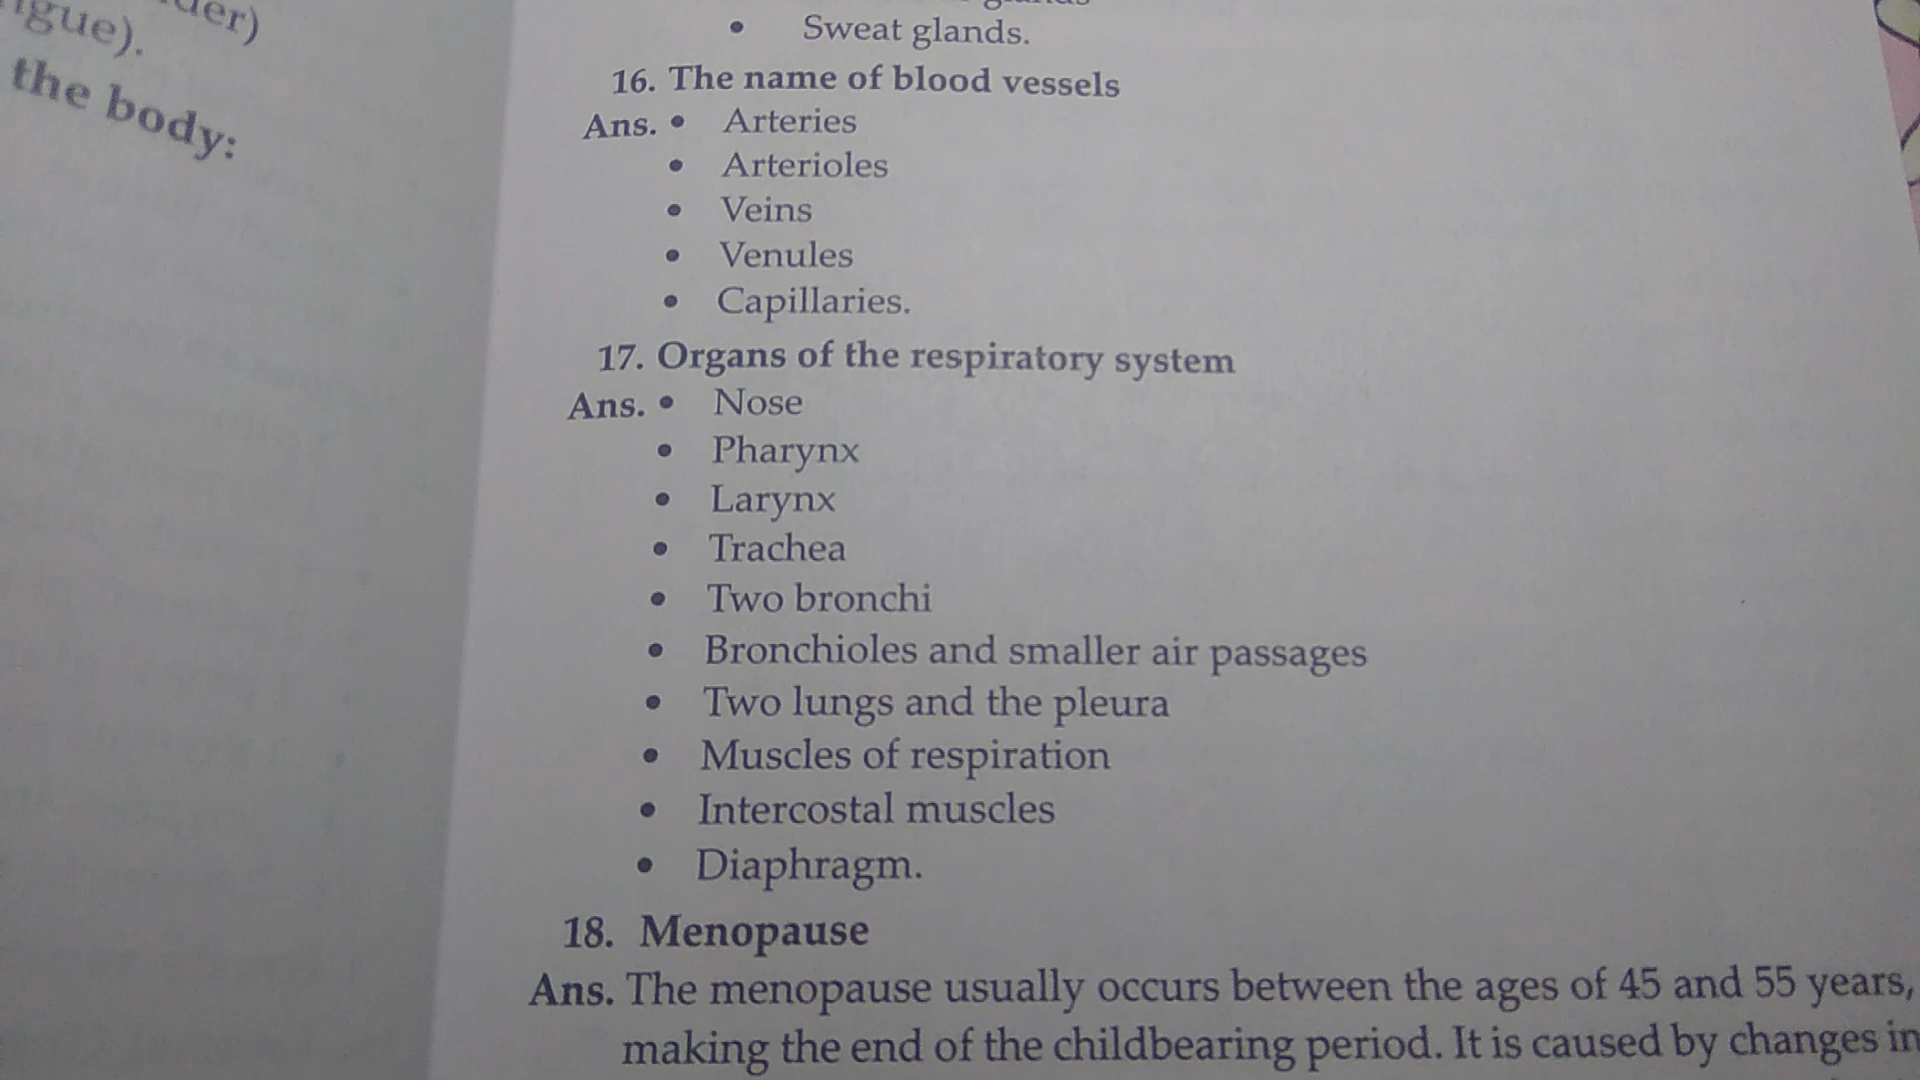 the body:
• Sweat glands.
16. The name of blood vessels
Ans. • Arteries
• Arterioles
• Veins
• Venules
• Capillaries.
17. Organs of the respiratory system
Ans. • Nose
• Pharynx
• Larynx
• Trachea
• Two bronchi
• Bronchioles and smaller air passages
• Two lungs and the pleura
• Muscles of respiration
• Intercostal muscles
• Diaphragm.
18. Menopause
Ans. The menopause usually occurs between the ages of 45 and 55 years,
making the end of the childbearing period. It is caused by changes in